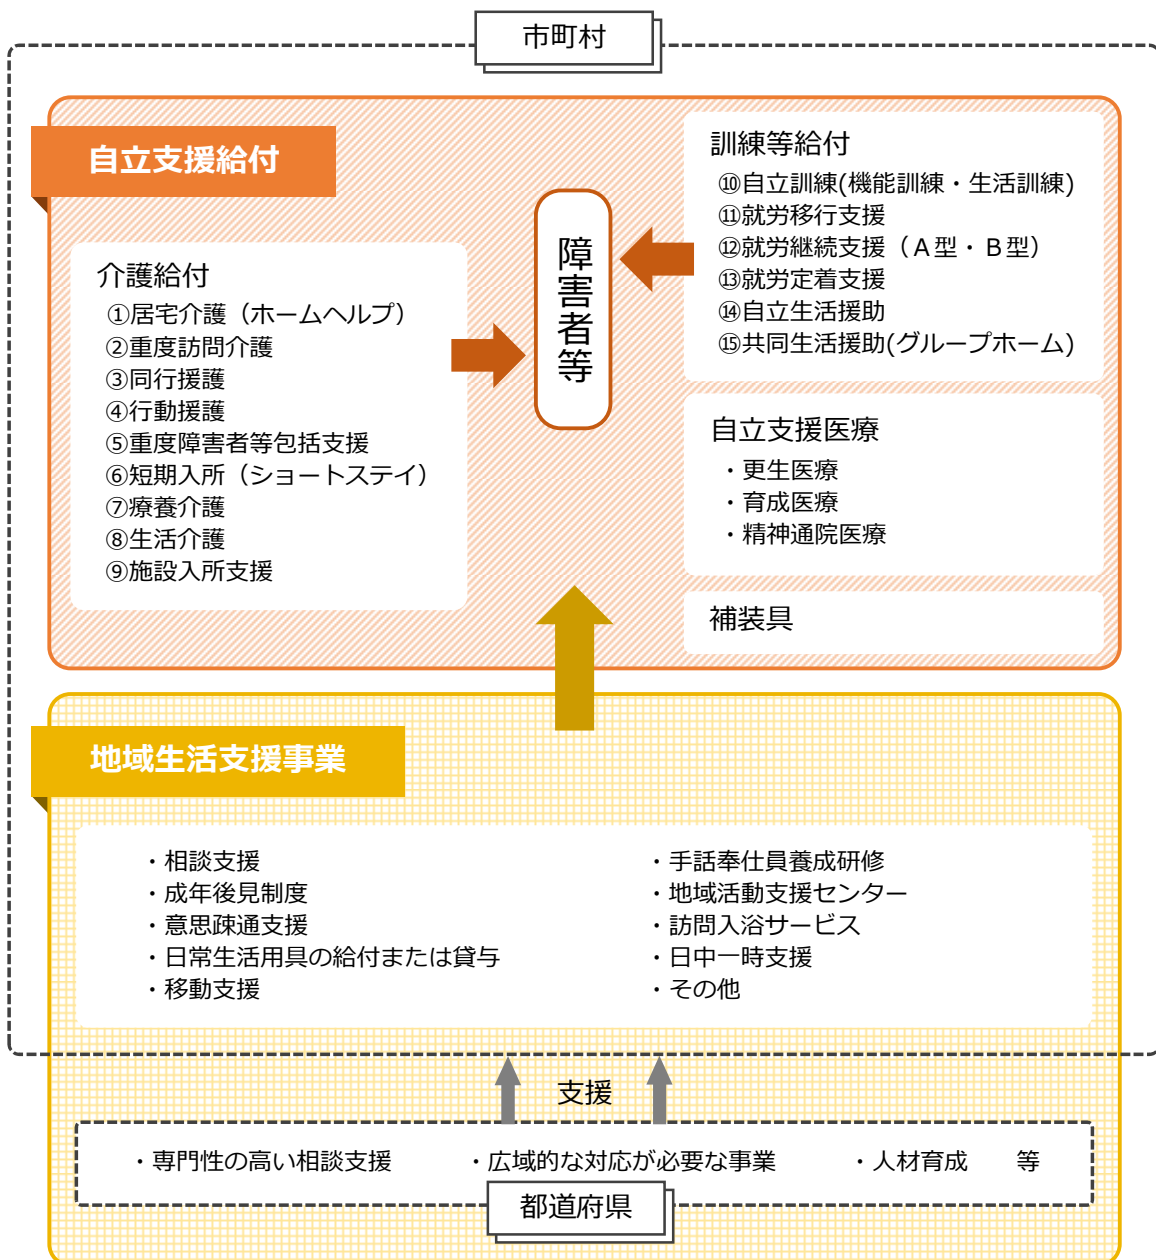 市町村
自立支援給付
介護給付
①居宅介護（ホームヘルプ）
②重度訪問介護
③同行援護
④行動援護
⑤重度障害者等包括支援
⑥短期入所（ショートステイ）
⑦療養介護
⑧生活介護
⑨施設入所支援
障害者等
訓練等給付
⑩自立訓練(機能訓練・生活訓練)
⑪就労移行支援
⑫就労継続支援（Ａ型・Ｂ型）
⑬就労定着支援
⑭自立生活援助
⑮共同生活援助(グループホーム)
自立支援医療
・更生医療
・育成医療
・精神通院医療
補装具
地域生活支援事業
・相談支援
・成年後見制度
・意思疎通支援
・日常生活用具の給付または貸与
・移動支援
・手話奉仕員養成研修
・地域活動支援センター
・訪問入浴サービス
・日中一時支援
・その他
支援
・専門性の高い相談支援　・広域的な対応が必要な事業　・人材育成　等
都道府県